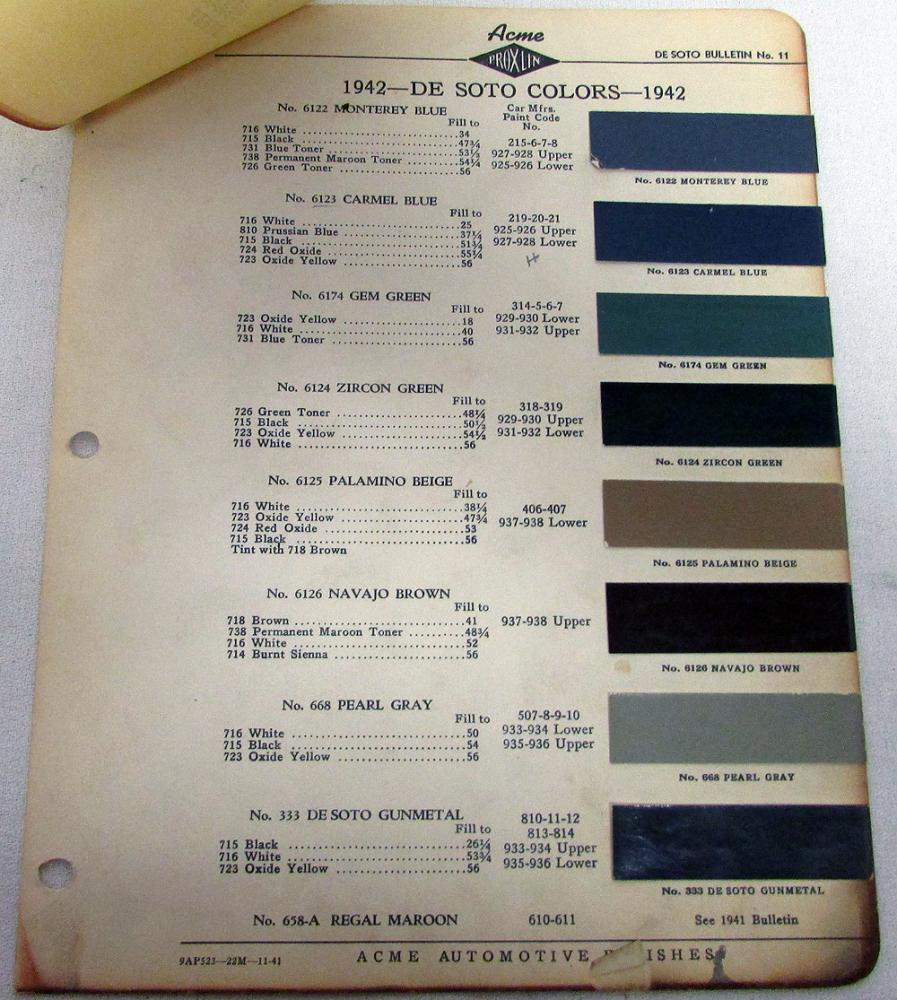 Acme
PROXLIN
DE SOTO BULLETIN No. 11
1942—DE SOTO COLORS—1942
No. 6122 MONTEREY BLUE
Car Mfrs.
Paint Code
No.
Fill to
716 White 34
715 Black 47¾ 215-6-7-8
731 Blue Toner 53½ 927-928 Upper
738 Permanent Maroon Toner 54¼ 925-926 Lower
726 Green Toner 56
No. 6122 MONTEREY BLUE
No. 6123 CARMEL BLUE
Fill to
716 White 25 219-20-21
810 Prussian Blue 37½ 925-926 Upper
715 Black 51½ 927-928 Lower
724 Red Oxide 55¼
723 Oxide Yellow 56
H
No. 6123 CARMEL BLUE
No. 6174 GEM GREEN
Fill to 314-5-6-7
723 Oxide Yellow 18 929-930 Lower
716 White 40 931-932 Upper
731 Blue Toner 56
No. 6174 GEM GREEN
No. 6124 ZIRCON GREEN
Fill to 318-319
726 Green Toner 48¼ 929-930 Upper
715 Black 50½ 931-932 Lower
723 Oxide Yellow 54½
716 White 56
No. 6124 ZIRCON GREEN
No. 6125 PALAMINO BEIGE
Fill to
716 White 38¼ 406-407
723 Oxide Yellow 47¾ 937-938 Lower
724 Red Oxide 53
715 Black 56
Tint with 718 Brown
No. 6125 PALAMINO BEIGE
No. 6126 NAVAJO BROWN
Fill to
718 Brown 41 937-938 Upper
738 Permanent Maroon Toner 48¾
716 White 52
714 Burnt Sienna 56
No. 6126 NAVAJO BROWN
No. 668 PEARL GRAY
Fill to 507-8-9-10
716 White 50 933-934 Lower
715 Black 54 935-936 Upper
723 Oxide Yellow 56
No. 668 PEARL GRAY
No. 333 DE SOTO GUNMETAL 810-11-12
Fill to 813-814
715 Black 26¼ 933-934 Upper
716 White 53¾ 935-936 Lower
723 Oxide Yellow 56
No. 333 DE SOTO GUNMETAL
No. 658-A REGAL MAROON 610-611 See 1941 Bulletin
9AP523—22M—11-41
ACME AUTOMOTIVE